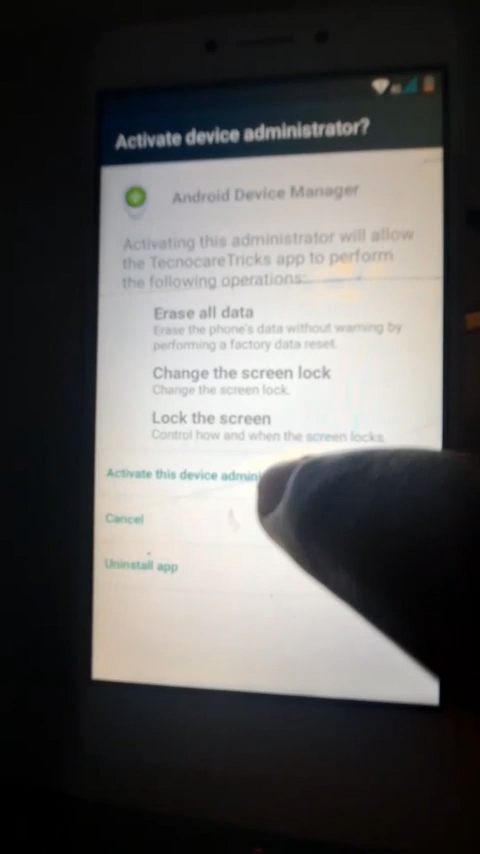 Activate device administrator?
Android Device Manager
Activating this administrator will allow
the TecnocareTricks app to perform
the following operations:
Erase all data
Erase the phone's data without warning by
performing a factory data reset.
Change the screen lock
Change the screen lock.
Lock the screen
Control how and when the screen locks.
Activate this device admini
Cancel
Uninstall app